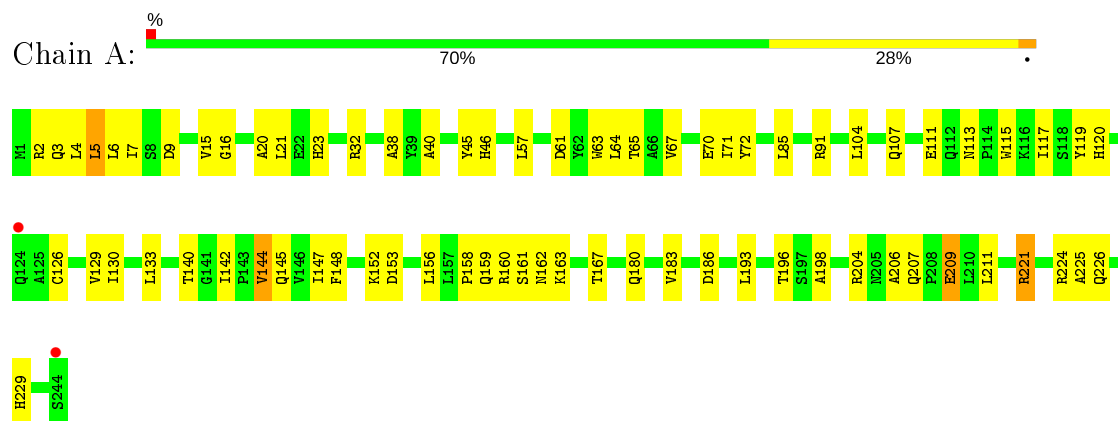 %
Chain A:
70% 28% •
M1 R2 Q3 L4 L5 L6 I7 S8 D9 V15 G16 A20 L21 E22 H23 R32 A38 Y39 A40 Y45 H46 L57 D61 Y62 W63 L64 T65 A66 V67 E70 I71 Y72 L85 R91 L104 Q107 E111 Q112 N113 P114 W115 K116 I117 S118 Y119 H120
Q124 A125 C126 V129 I130 L133 T140 G141 I142 P143 V144 Q145 V146 I147 F148 K152 D153 L156 L157 P158 Q159 R160 S161 N162 K163 T167 Q180 V183 D186 L193 T196 S197 A198 R204 N205 A206 Q207 P208 E209 L210 L211 R221 R224 A225 Q226
H229 S244